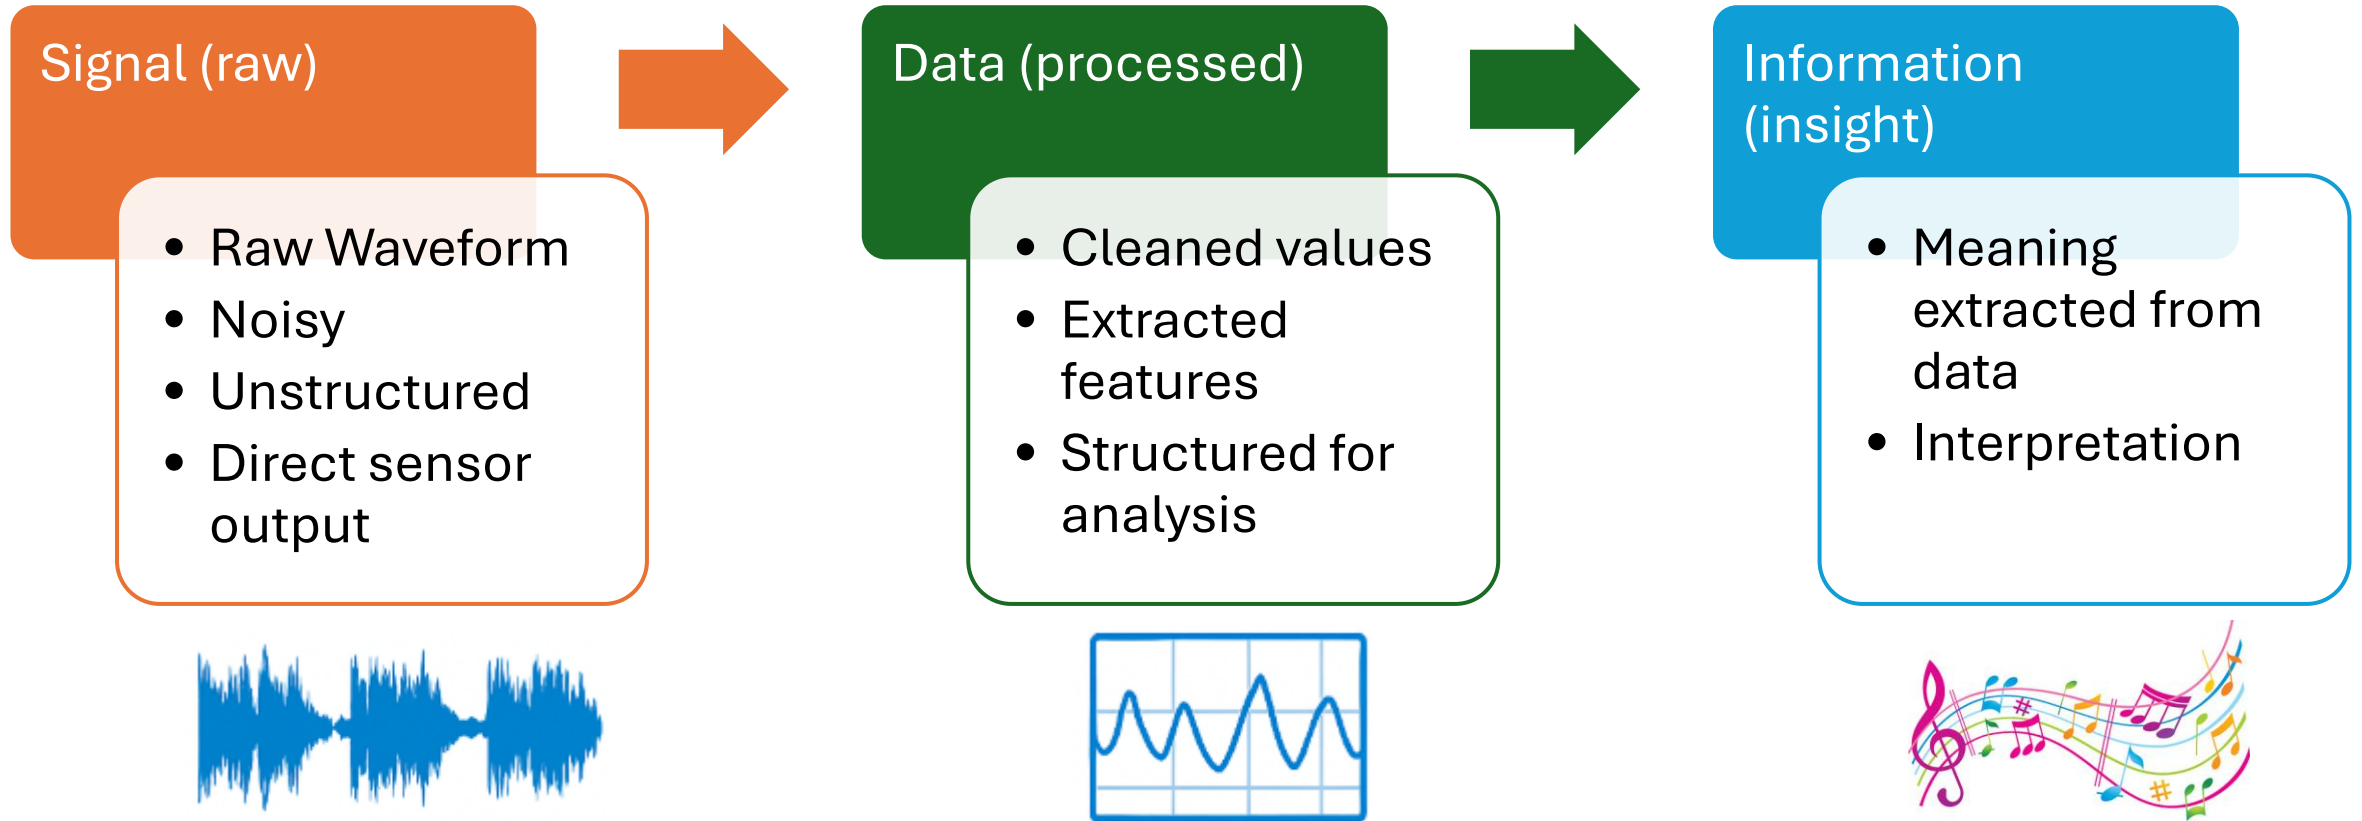 Signal (raw)
• Raw Waveform
• Noisy
• Unstructured
• Direct sensor
output
Data (processed)
• Cleaned values
• Extracted
features
• Structured for
analysis
Information
(insight)
• Meaning
extracted from
data
• Interpretation